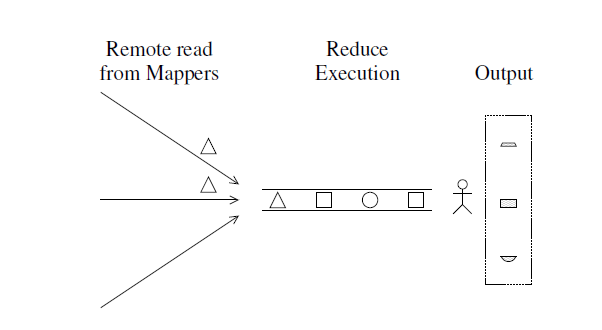 Remote read
from Mappers
Reduce
Execution
Output